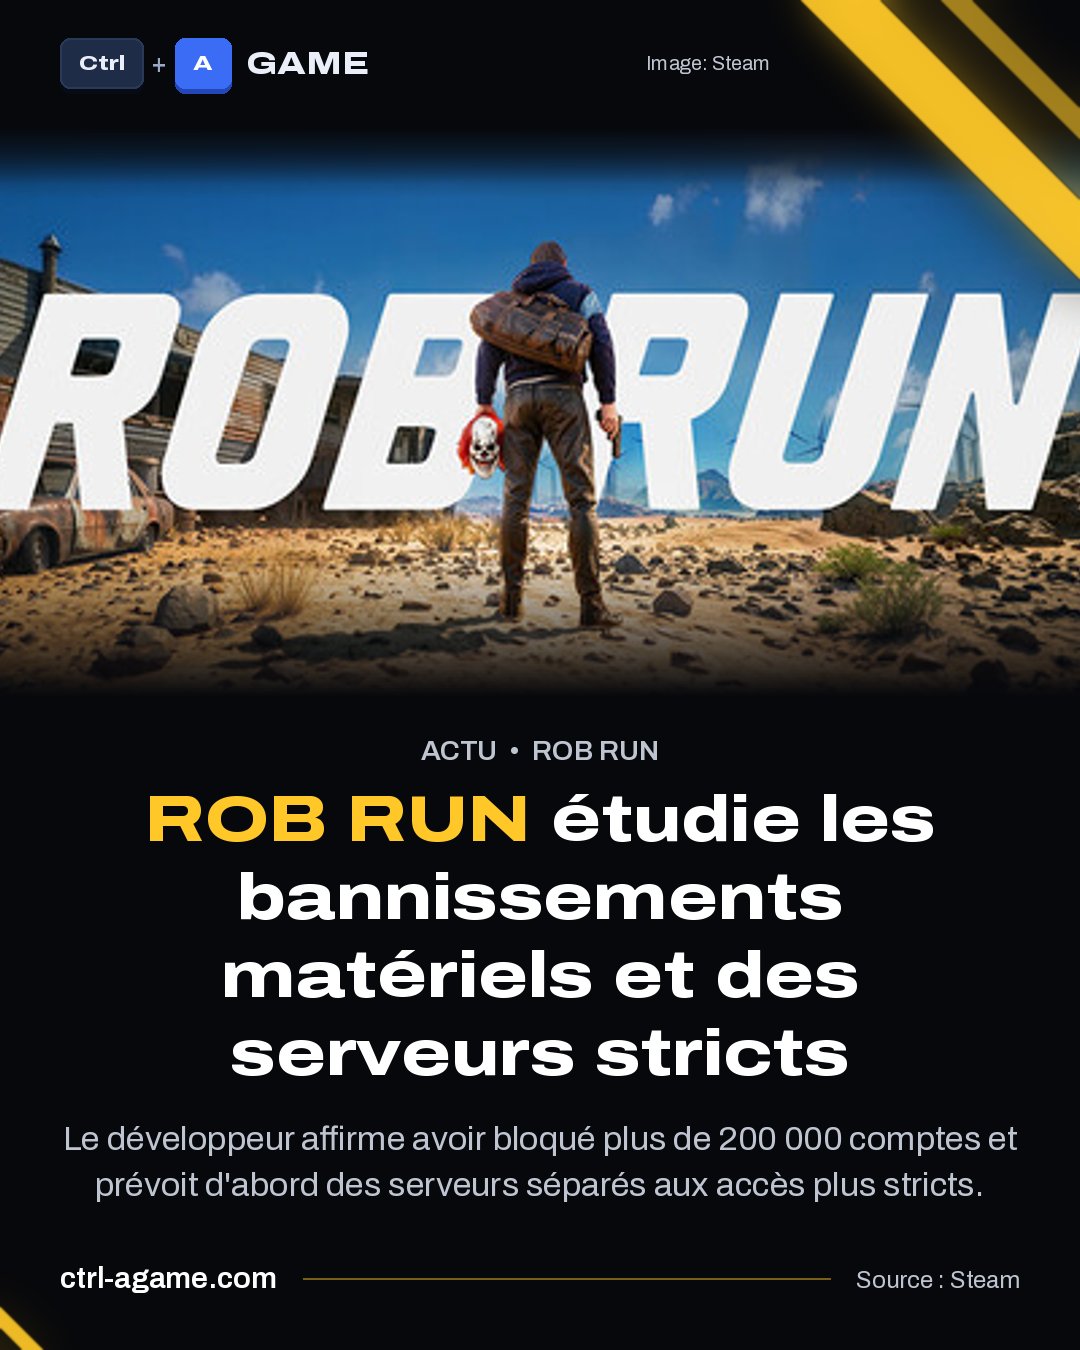 Ctrl + A GAME
Image: Steam
ROB RUN
ACTU • ROB RUN
ROB RUN étudie les
bannissements
matériels et des
serveurs stricts
Le développeur affirme avoir bloqué plus de 200 000 comptes et
prévoit d'abord des serveurs séparés aux accès plus stricts.
ctrl-agame.com
Source : Steam